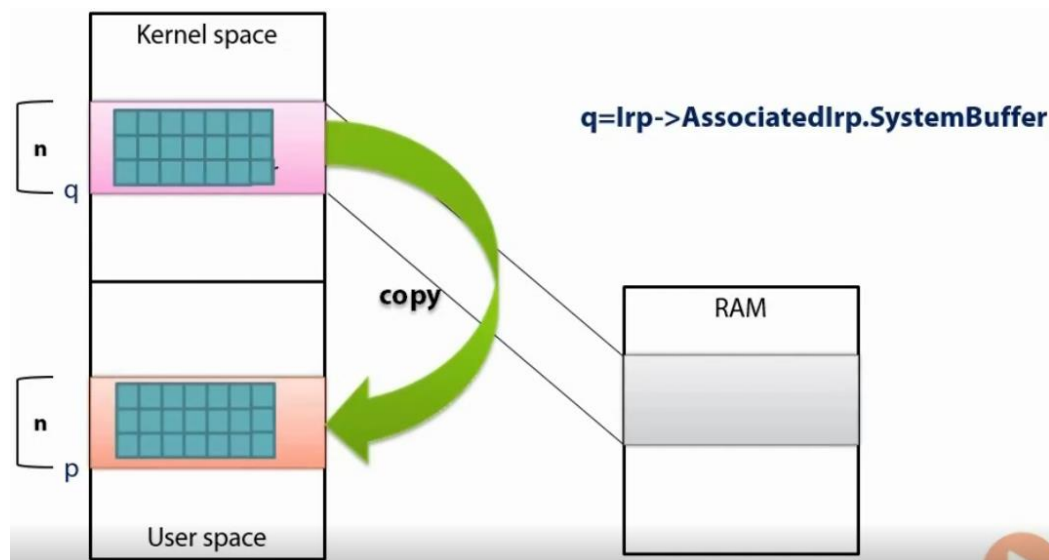 Kernel space
q=Irp->AssociatedIrp.SystemBuffer
n
q
copy
RAM
n
p
User space